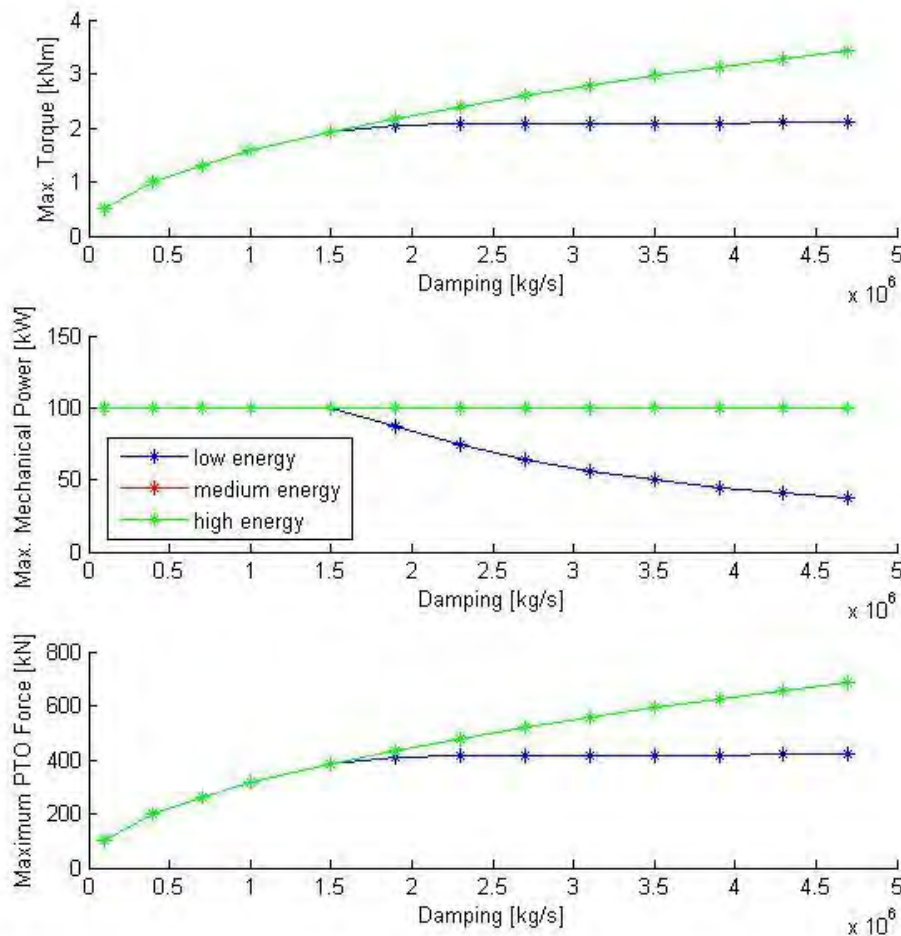 4
3
2
1
0
Max. Torque [kNm]
0 0.5 1 1.5 2 2.5 3 3.5 4 4.5 5
Damping [kg/s]
x 10^6
150
100
50
0
Max. Mechanical Power [kW]
low energy
medium energy
high energy
0 0.5 1 1.5 2 2.5 3 3.5 4 4.5 5
Damping [kg/s]
x 10^6
800
600
400
200
0
Maximum PTO Force [kN]
0 0.5 1 1.5 2 2.5 3 3.5 4 4.5 5
Damping [kg/s]
x 10^6